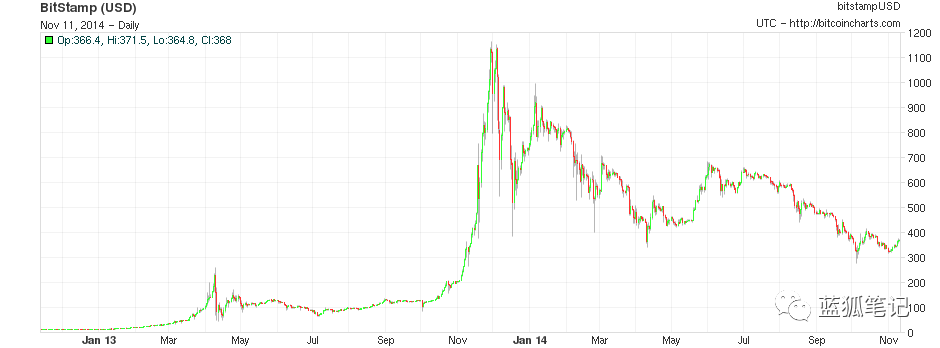 BitStamp (USD)
bitstampUSD
Nov 11, 2014 - Daily
UTC - http://bitcoincharts.com
Op:366.4, Hi:371.5, Lo:364.8, Cl:368
1200
1100
1000
900
800
700
600
500
400
300
200
100
0
蓝狐笔记
Jan 13 Mar May Jul Sep Nov Jan 14 Mar May Jul Sep Nov